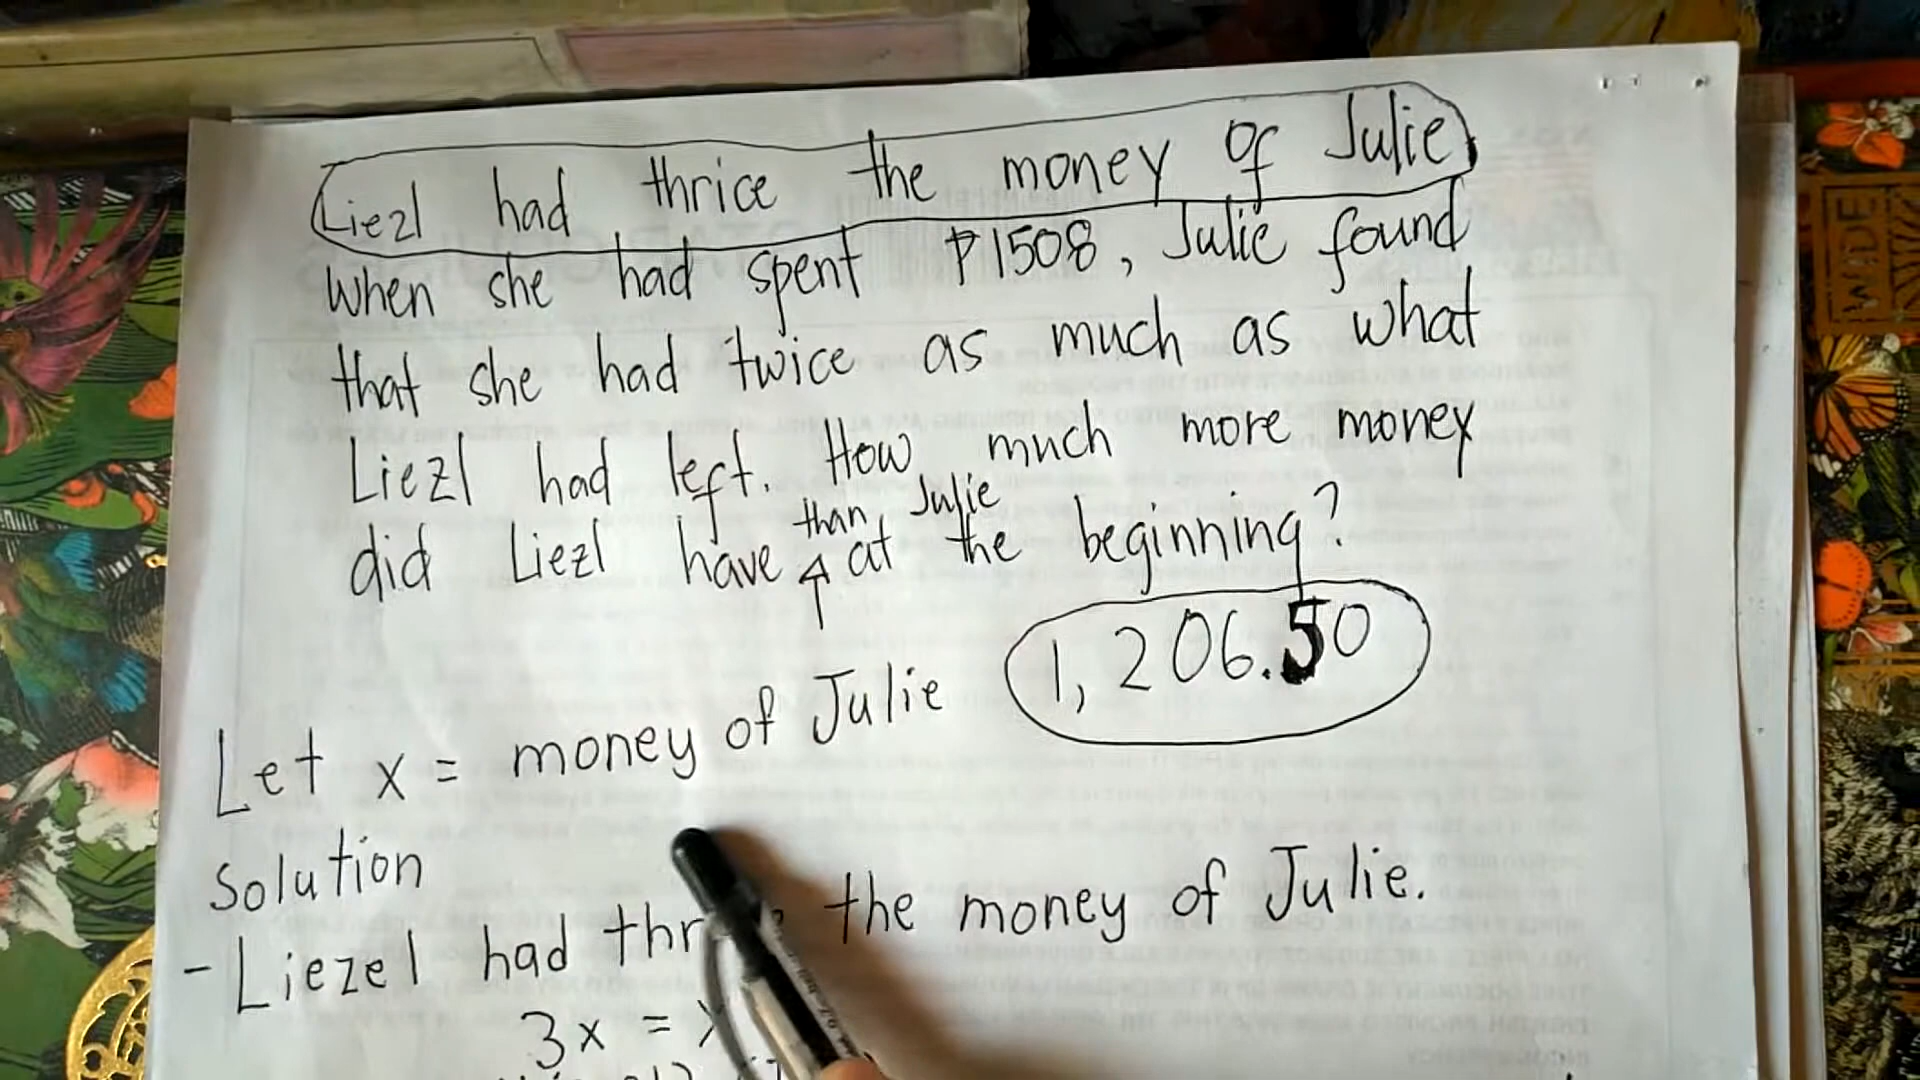 Liezl had thrice the money of Julie
when she had spent ₱1508, Julie found
that she had twice as much as what
Liezl had left. How much more money
than Julie
did Liezl have at the beginning?
1,206.50
Let x = money of Julie
Solution
- Liezel had the money of Julie.
3x =
WIDE